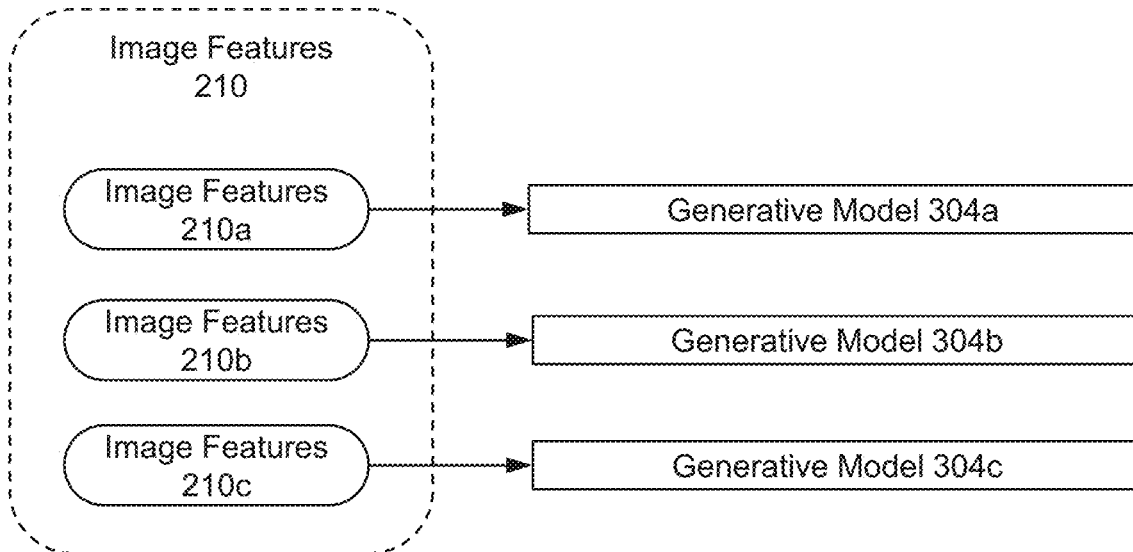 Image Features
210
Image Features
210a
Generative Model 304a
Image Features
210b
Generative Model 304b
Image Features
210c
Generative Model 304c